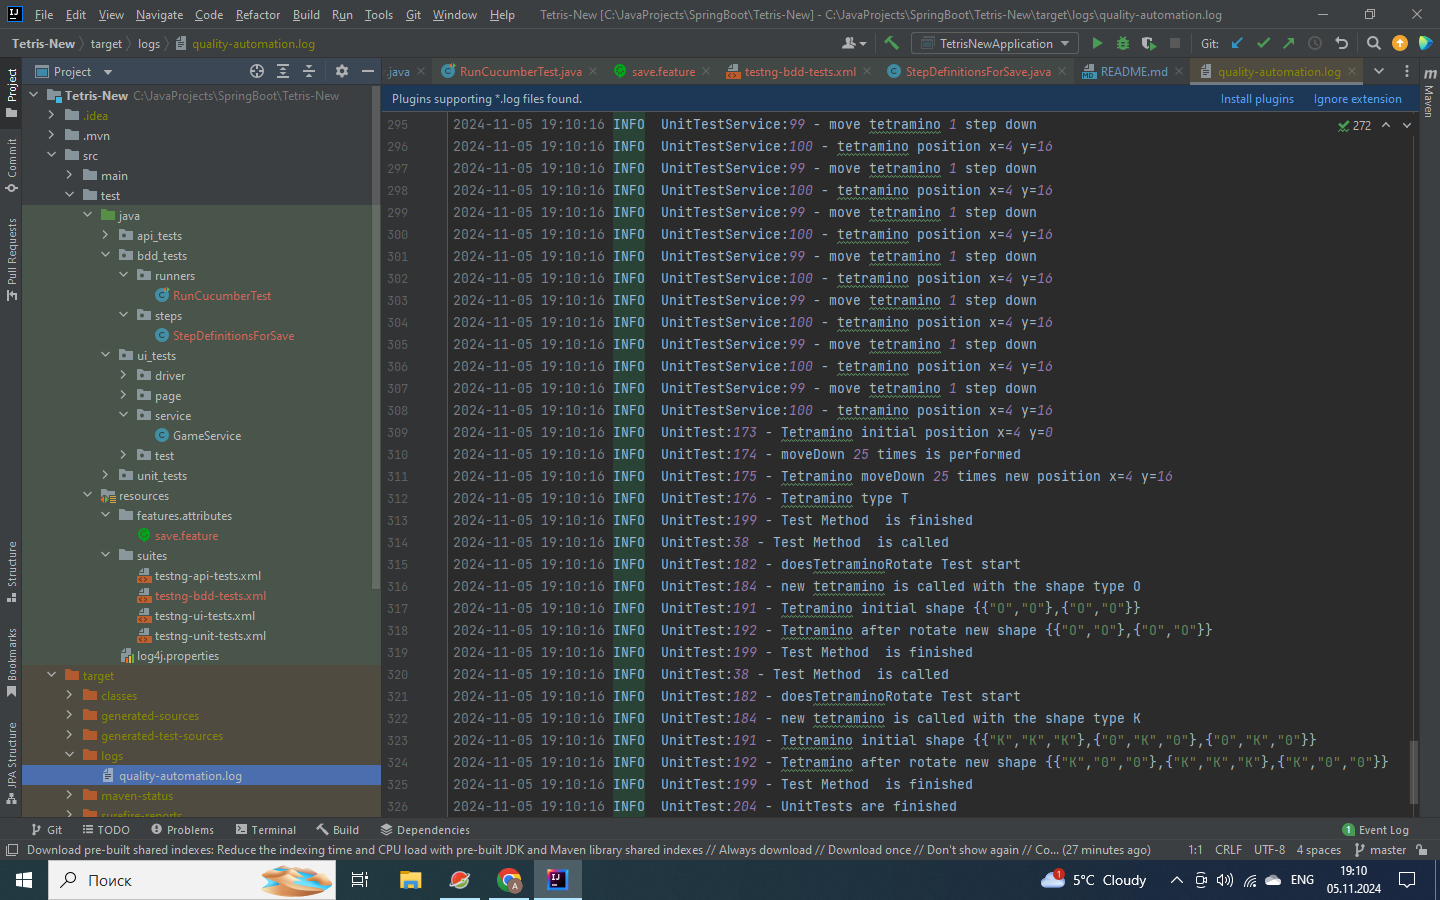 File Edit View Navigate Code Refactor Build Run Tools Git Window Help Tetris-New [C:\JavaProjects\SpringBoot\Tetris-New] - C:\JavaProjects\SpringBoot\Tetris-New\target\logs\quality-automation.log
Tetris-New target logs quality-automation.log TetrisNewApplication Git:
Project .java RunCucumberTest.java save.feature testng-bdd-tests.xml StepDefinitionsForSave.java README.md quality-automation.log
Plugins supporting *.log files found. Install plugins Ignore extension
272
Project
Commit
Pull Requests
Structure
Bookmarks
JPA Structure
Maven
Tetris-New C:\JavaProjects\SpringBoot\Tetris-New
.idea
.mvn
src
main
test
java
api_tests
bdd_tests
runners
RunCucumberTest
steps
StepDefinitionsForSave
ui_tests
driver
page
service
GameService
test
unit_tests
resources
features.attributes
save.feature
suites
testng-api-tests.xml
testng-bdd-tests.xml
testng-ui-tests.xml
testng-unit-tests.xml
log4j.properties
target
classes
generated-sources
generated-test-sources
logs
quality-automation.log
maven-status
surefire-reports
295 2024-11-05 19:10:16 INFO UnitTestService:99 - move tetramino 1 step down
296 2024-11-05 19:10:16 INFO UnitTestService:100 - tetramino position x=4 y=16
297 2024-11-05 19:10:16 INFO UnitTestService:99 - move tetramino 1 step down
298 2024-11-05 19:10:16 INFO UnitTestService:100 - tetramino position x=4 y=16
299 2024-11-05 19:10:16 INFO UnitTestService:99 - move tetramino 1 step down
300 2024-11-05 19:10:16 INFO UnitTestService:100 - tetramino position x=4 y=16
301 2024-11-05 19:10:16 INFO UnitTestService:99 - move tetramino 1 step down
302 2024-11-05 19:10:16 INFO UnitTestService:100 - tetramino position x=4 y=16
303 2024-11-05 19:10:16 INFO UnitTestService:99 - move tetramino 1 step down
304 2024-11-05 19:10:16 INFO UnitTestService:100 - tetramino position x=4 y=16
305 2024-11-05 19:10:16 INFO UnitTestService:99 - move tetramino 1 step down
306 2024-11-05 19:10:16 INFO UnitTestService:100 - tetramino position x=4 y=16
307 2024-11-05 19:10:16 INFO UnitTestService:99 - move tetramino 1 step down
308 2024-11-05 19:10:16 INFO UnitTestService:100 - tetramino position x=4 y=16
309 2024-11-05 19:10:16 INFO UnitTest:173 - Tetramino initial position x=4 y=0
310 2024-11-05 19:10:16 INFO UnitTest:174 - moveDown 25 times is performed
311 2024-11-05 19:10:16 INFO UnitTest:175 - Tetramino moveDown 25 times new position x=4 y=16
312 2024-11-05 19:10:16 INFO UnitTest:176 - Tetramino type T
313 2024-11-05 19:10:16 INFO UnitTest:199 - Test Method  is finished
314 2024-11-05 19:10:16 INFO UnitTest:38 - Test Method  is called
315 2024-11-05 19:10:16 INFO UnitTest:182 - doesTetraminoRotate Test start
316 2024-11-05 19:10:16 INFO UnitTest:184 - new tetramino is called with the shape type O
317 2024-11-05 19:10:16 INFO UnitTest:191 - Tetramino initial shape {{"O","O"},{"O","O"}}
318 2024-11-05 19:10:16 INFO UnitTest:192 - Tetramino after rotate new shape {{"O","O"},{"O","O"}}
319 2024-11-05 19:10:16 INFO UnitTest:199 - Test Method  is finished
320 2024-11-05 19:10:16 INFO UnitTest:38 - Test Method  is called
321 2024-11-05 19:10:16 INFO UnitTest:182 - doesTetraminoRotate Test start
322 2024-11-05 19:10:16 INFO UnitTest:184 - new tetramino is called with the shape type K
323 2024-11-05 19:10:16 INFO UnitTest:191 - Tetramino initial shape {{"K","K","K"},{"0","K","0"},{"0","K","0"}}
324 2024-11-05 19:10:16 INFO UnitTest:192 - Tetramino after rotate new shape {{"K","0","0"},{"K","K","K"},{"K","0","0"}}
325 2024-11-05 19:10:16 INFO UnitTest:199 - Test Method  is finished
326 2024-11-05 19:10:16 INFO UnitTest:204 - UnitTests are finished
Git TODO Problems Terminal Build Dependencies 1 Event Log
Download pre-built shared indexes: Reduce the indexing time and CPU load with pre-built JDK and Maven library shared indexes // Always download // Download once // Don't show again // Co... (27 minutes ago) 1:1 CRLF UTF-8 4 spaces master
Поиск A 1 5°C Cloudy ENG 19:10
05.11.2024